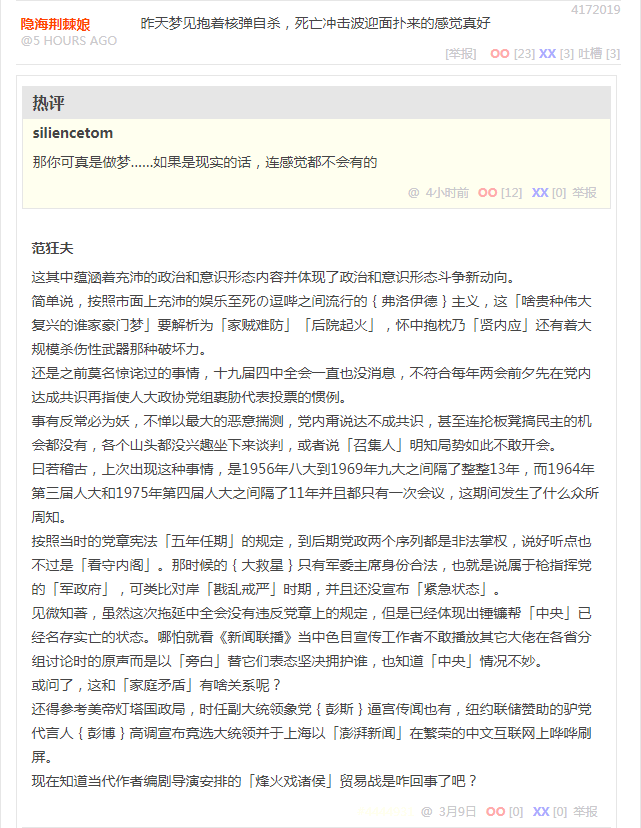 4172019
隐海荆棘娘
昨天梦见抱着核弹自杀，死亡冲击波迎面扑来的感觉真好
@5 HOURS AGO
[举报] OO [23] XX [3] 吐槽 [3]
热评
siliencetom
那你可真是做梦……如果是现实的话，连感觉都不会有的
@ 4小时前 OO [12] XX [0] 举报
范狂夫
这其中蕴涵着充沛的政治和意识形态内容并体现了政治和意识形态斗争新动向。
简单说，按照市面上充沛的娱乐至死の逗哔之间流行的｛弗洛伊德｝主义，这「啥贵种伟大
复兴的谁家豪门梦」要解析为「家贼难防」「后院起火」，怀中抱枕乃「贤内应」还有着大
规模杀伤性武器那种破坏力。
还是之前莫名惊诧过的事情，十九届四中全会一直也没消息，不符合每年两会前夕先在党内
达成共识再指使人大政协党组裹胁代表投票的惯例。
事有反常必为妖，不惮以最大的恶意揣测，党内甭说达不成共识，甚至连抡板凳搞民主的机
会都没有，各个山头都没兴趣坐下来谈判，或者说「召集人」明知局势如此不敢开会。
曰若稽古，上次出现这种事情，是1956年八大到1969年九大之间隔了整整13年，而1964年
第三届人大和1975年第四届人大之间隔了11年并且都只有一次会议，这期间发生了什么众所
周知。
按照当时的党章宪法「五年任期」的规定，到后期党政两个序列都是非法掌权，说好听点也
不过是「看守内阁」。那时候的｛大救星｝只有军委主席身份合法，也就是说属于枪指挥党
的「军政府」，可类比对岸「戡乱戒严」时期，并且还没宣布「紧急状态」。
见微知著，虽然这次拖延中全会没有违反党章上的规定，但是已经体现出锤镰帮「中央」已
经名存实亡的状态。哪怕就看《新闻联播》当中色目宣传工作者不敢播放其它大佬在各省分
组讨论时的原声而是以「旁白」替它们表态坚决拥护谁，也知道「中央」情况不妙。
或问了，这和「家庭矛盾」有啥关系呢？
还得参考美帝灯塔国政局，时任副大统领象党｛彭斯｝逼宫传闻也有，纽约联储赞助的驴党
代言人｛彭博｝高调宣布竞选大统领并于上海以「澎湃新闻」在繁荣的中文互联网上哗哗刷
屏。
现在知道当代作者编剧导演安排的「烽火戏诸侯」贸易战是咋回事了吧？
@ 3月9日 OO [0] XX [0] 举报